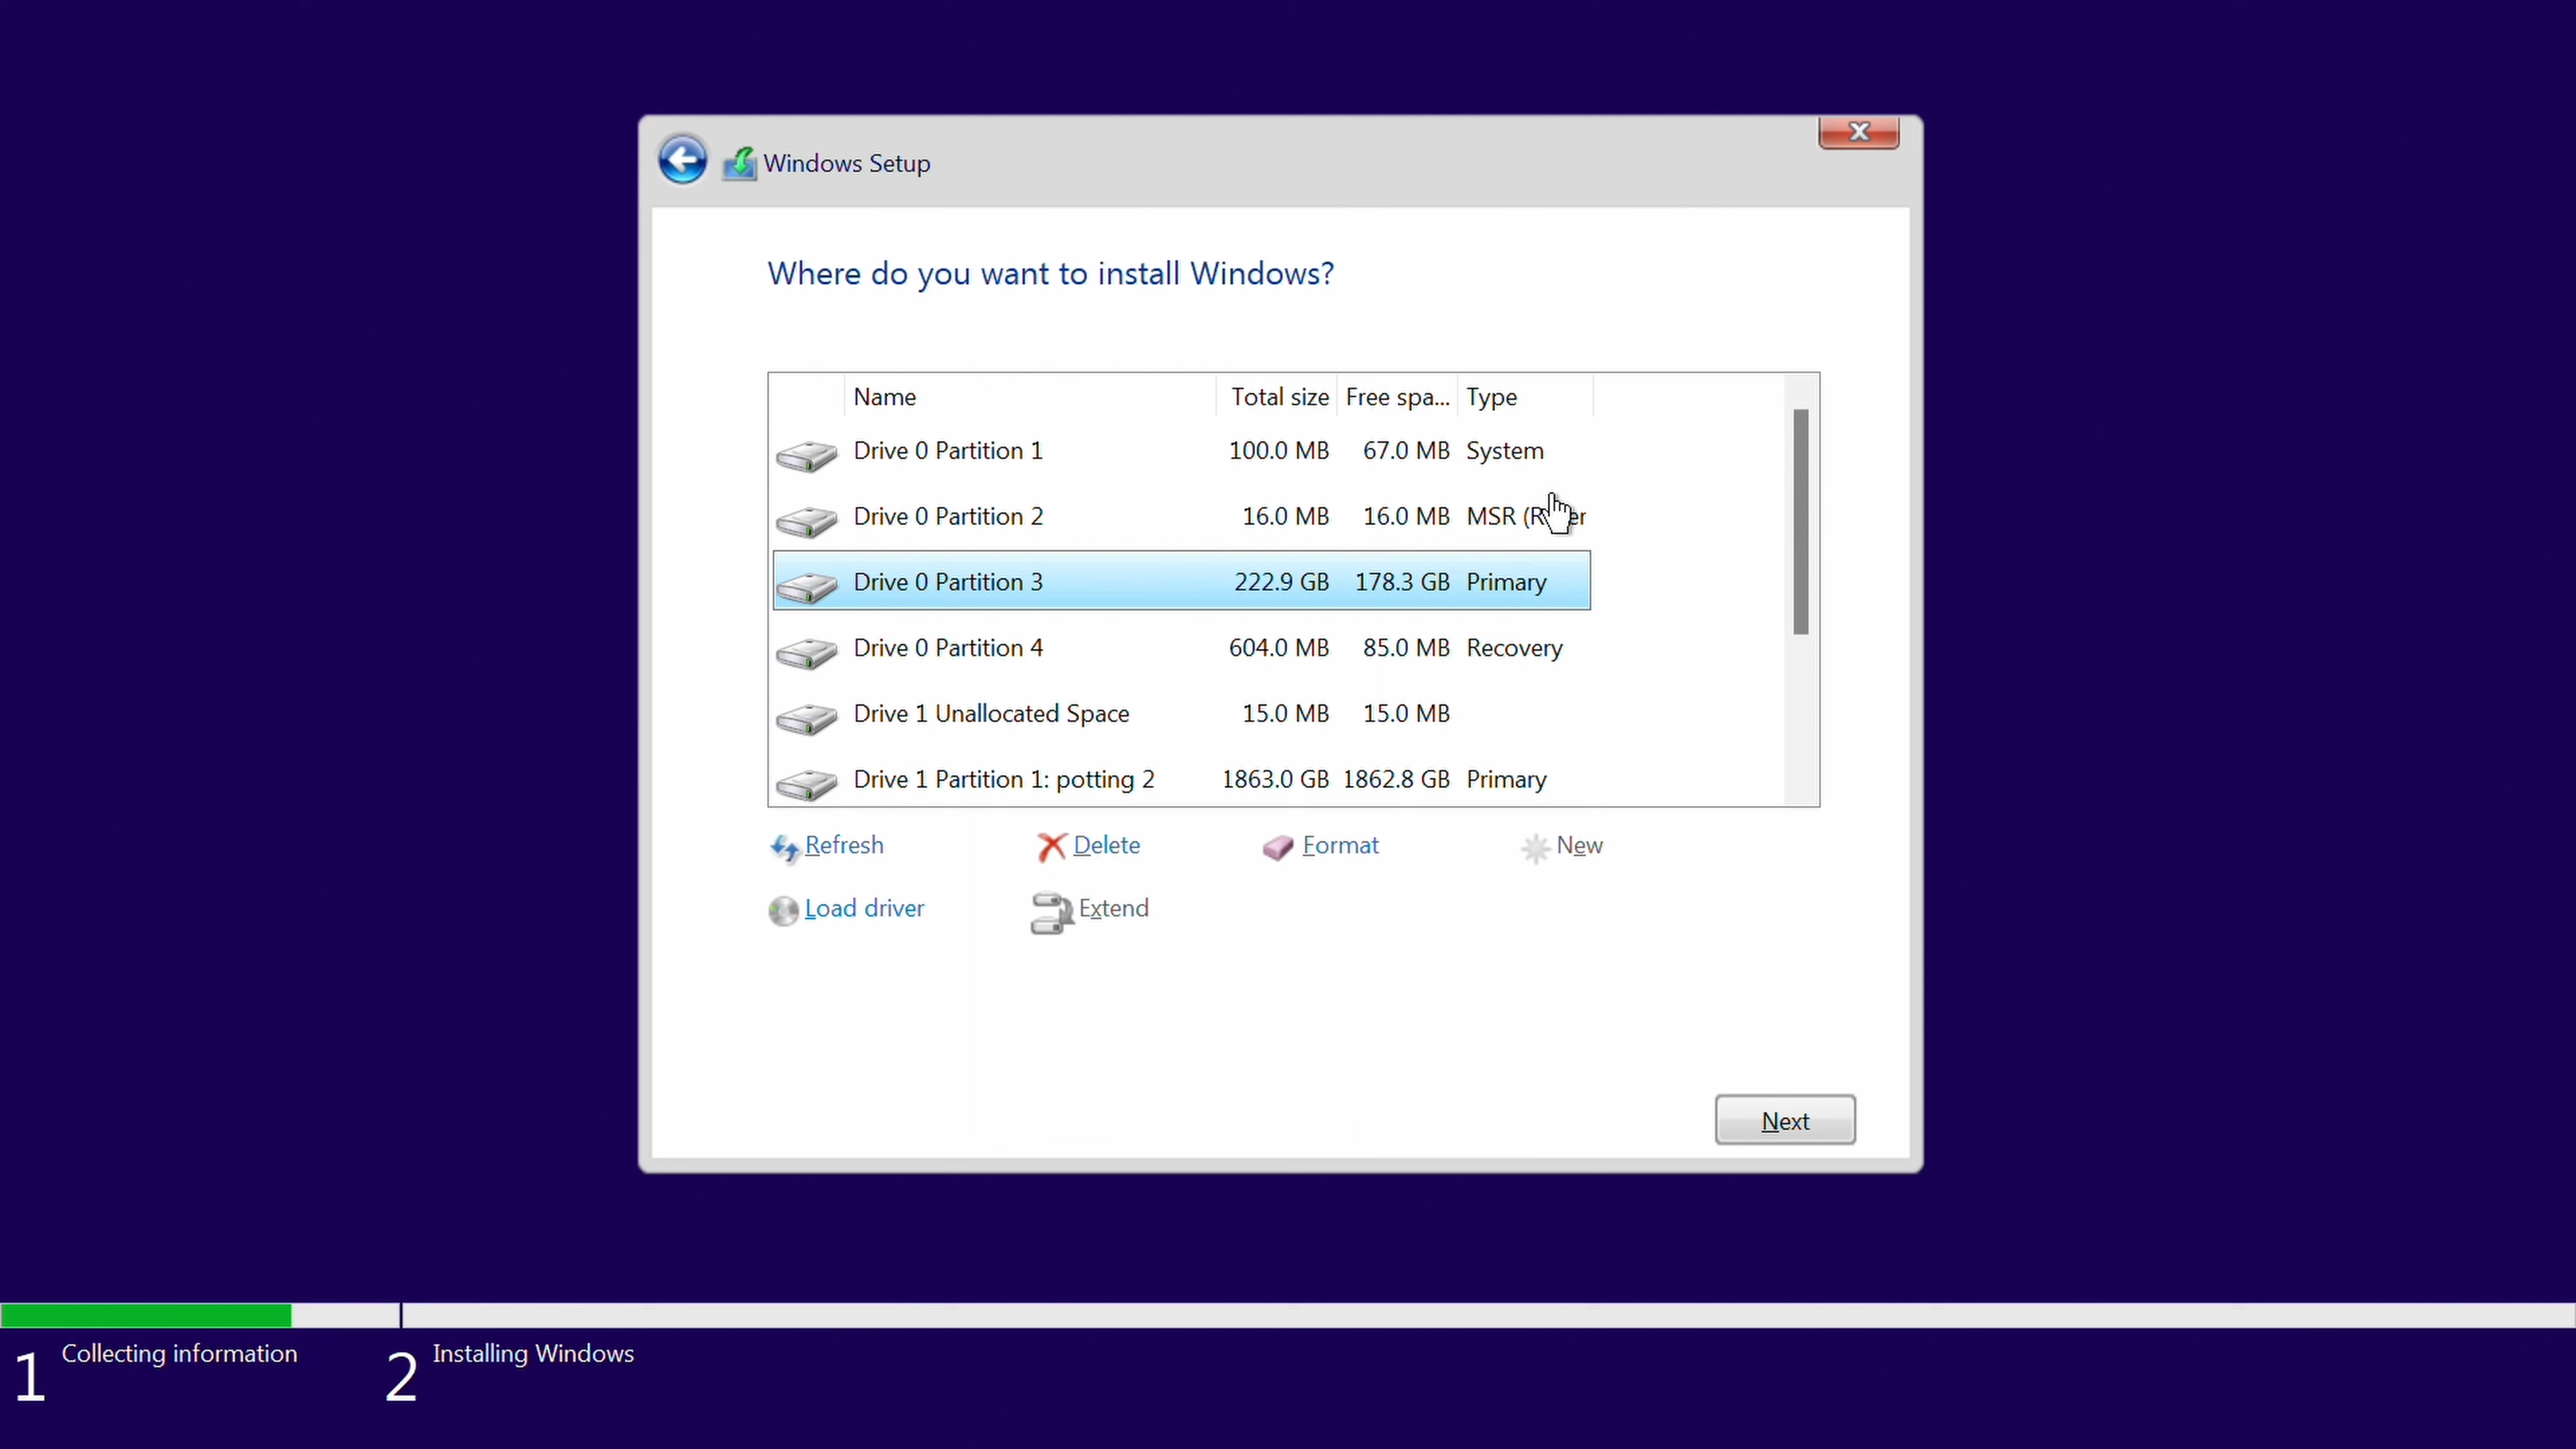 Windows Setup
Where do you want to install Windows?
Name Total size Free spa... Type
Drive 0 Partition 1 100.0 MB 67.0 MB System
Drive 0 Partition 2 16.0 MB 16.0 MB MSR
Drive 0 Partition 3 222.9 GB 178.3 GB Primary
Drive 0 Partition 4 604.0 MB 85.0 MB Recovery
Drive 1 Unallocated Space 15.0 MB 15.0 MB
Drive 1 Partition 1: potting 2 1863.0 GB 1862.8 GB Primary
Refresh Delete Format New
Load driver Extend
Next
1 Collecting information 2 Installing Windows